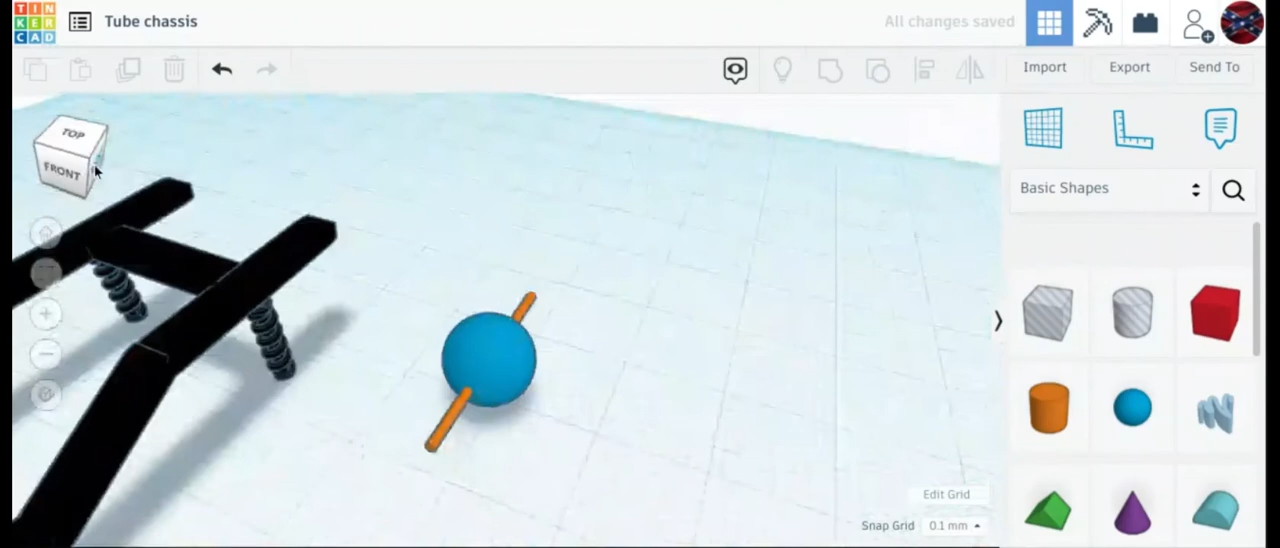 TIN
KER
CAD
Tube chassis
All changes saved
Import
Export
Send To
TOP
FRONT
Basic Shapes
Edit Grid
Snap Grid
0.1 mm